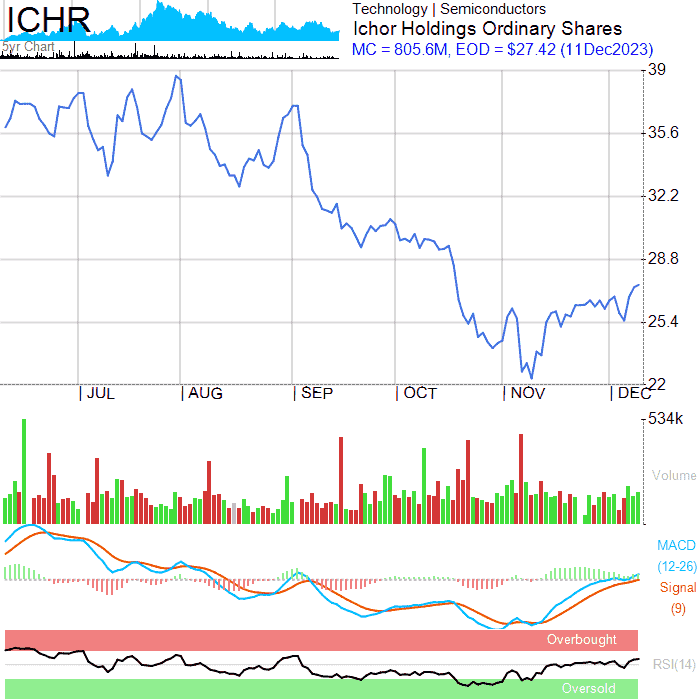 ICHR
5yr Chart
Technology | Semiconductors
Ichor Holdings Ordinary Shares
MC = 805.6M, EOD = $27.42 (11Dec2023)
39
35.6
32.2
28.8
25.4
22
JUL AUG SEP OCT NOV DEC
534k
Volume
MACD
(12-26)
Signal
(9)
Overbought
RSI(14)
Oversold